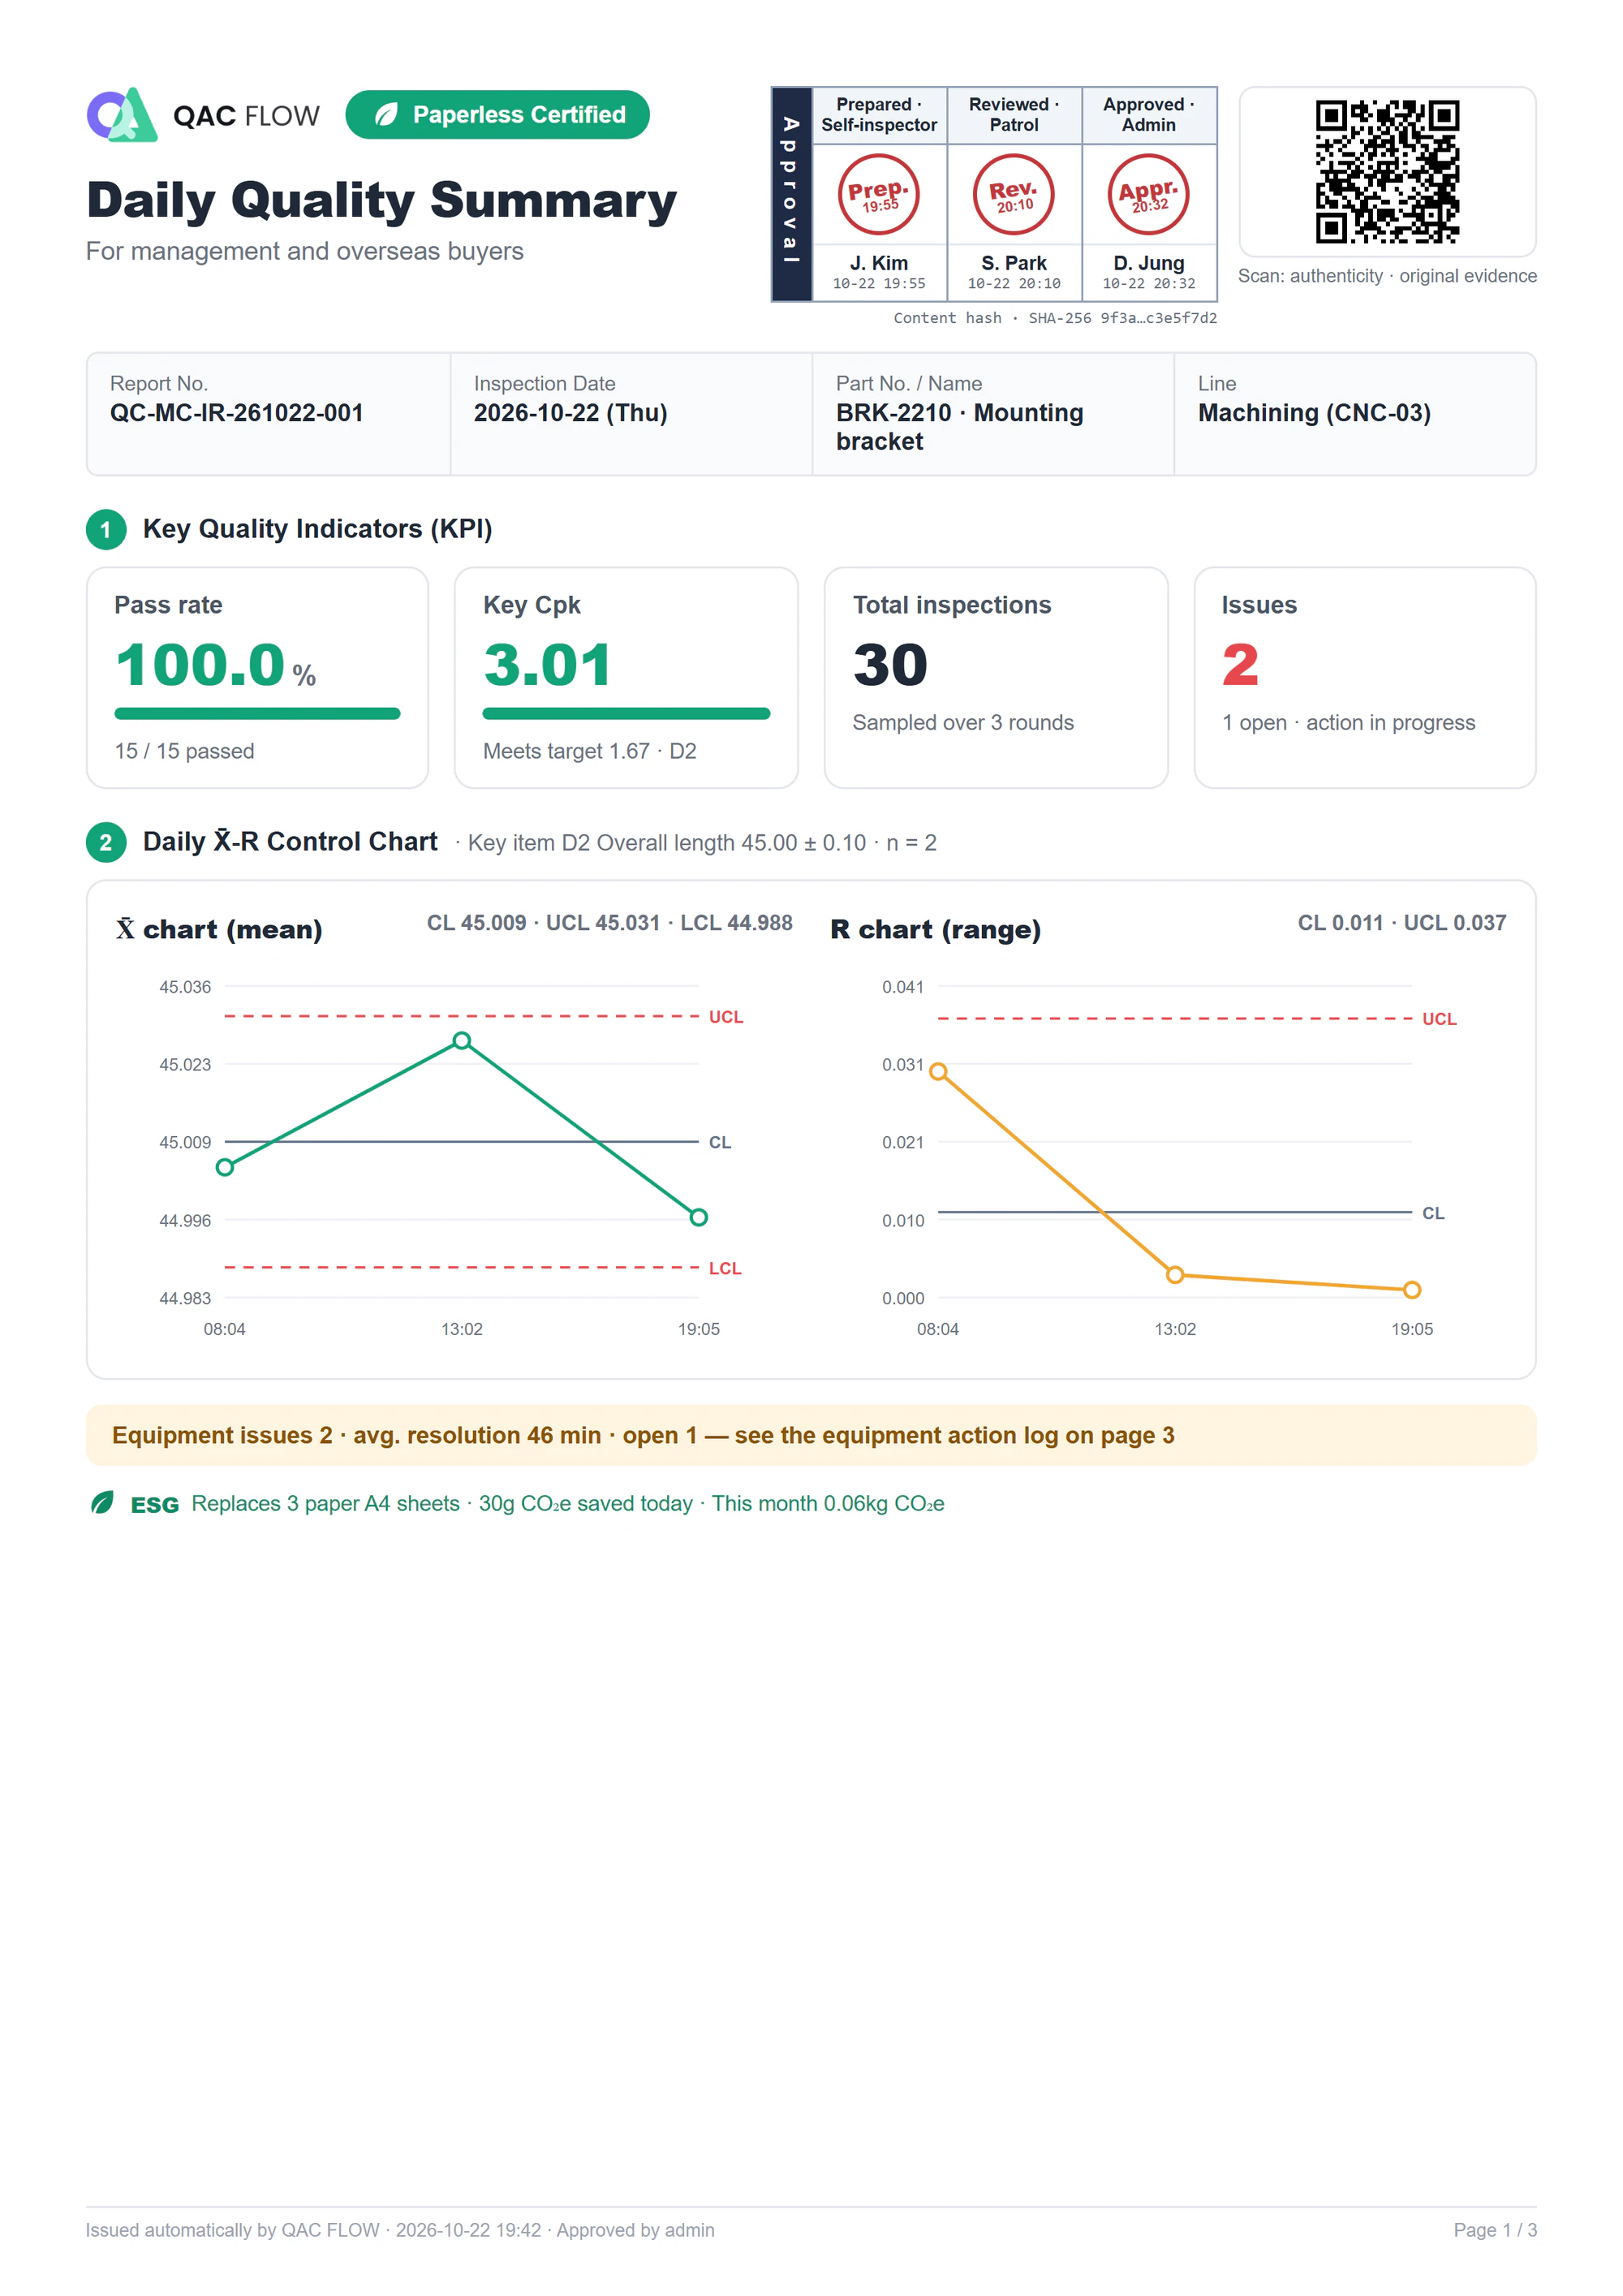 QAC FLOW
Paperless Certified
Daily Quality Summary
For management and overseas buyers
Approval
Prepared · Self-inspector
Reviewed · Patrol
Approved · Admin
Prep.
19:55
Rev.
20:10
Appr.
20:32
J. Kim
10-22 19:55
S. Park
10-22 20:10
D. Jung
10-22 20:32
Content hash · SHA-256 9f3a…c3e5f7d2
Scan: authenticity · original evidence
Report No.
QC-MC-IR-261022-001
Inspection Date
2026-10-22 (Thu)
Part No. / Name
BRK-2210 · Mounting
bracket
Line
Machining (CNC-03)
1 Key Quality Indicators (KPI)
Pass rate
100.0 %
15 / 15 passed
Key Cpk
3.01
Meets target 1.67 · D2
Total inspections
30
Sampled over 3 rounds
Issues
2
1 open · action in progress
2 Daily X̄-R Control Chart · Key item D2 Overall length 45.00 ± 0.10 · n = 2
X̄ chart (mean)
CL 45.009 · UCL 45.031 · LCL 44.988
45.036
UCL
45.023
45.009
CL
44.996
LCL
44.983
08:04 13:02 19:05
R chart (range)
CL 0.011 · UCL 0.037
0.041
UCL
0.031
0.021
0.010
CL
0.000
08:04 13:02 19:05
Equipment issues 2 · avg. resolution 46 min · open 1 — see the equipment action log on page 3
ESG Replaces 3 paper A4 sheets · 30g CO₂e saved today · This month 0.06kg CO₂e
Issued automatically by QAC FLOW · 2026-10-22 19:42 · Approved by admin
Page 1 / 3